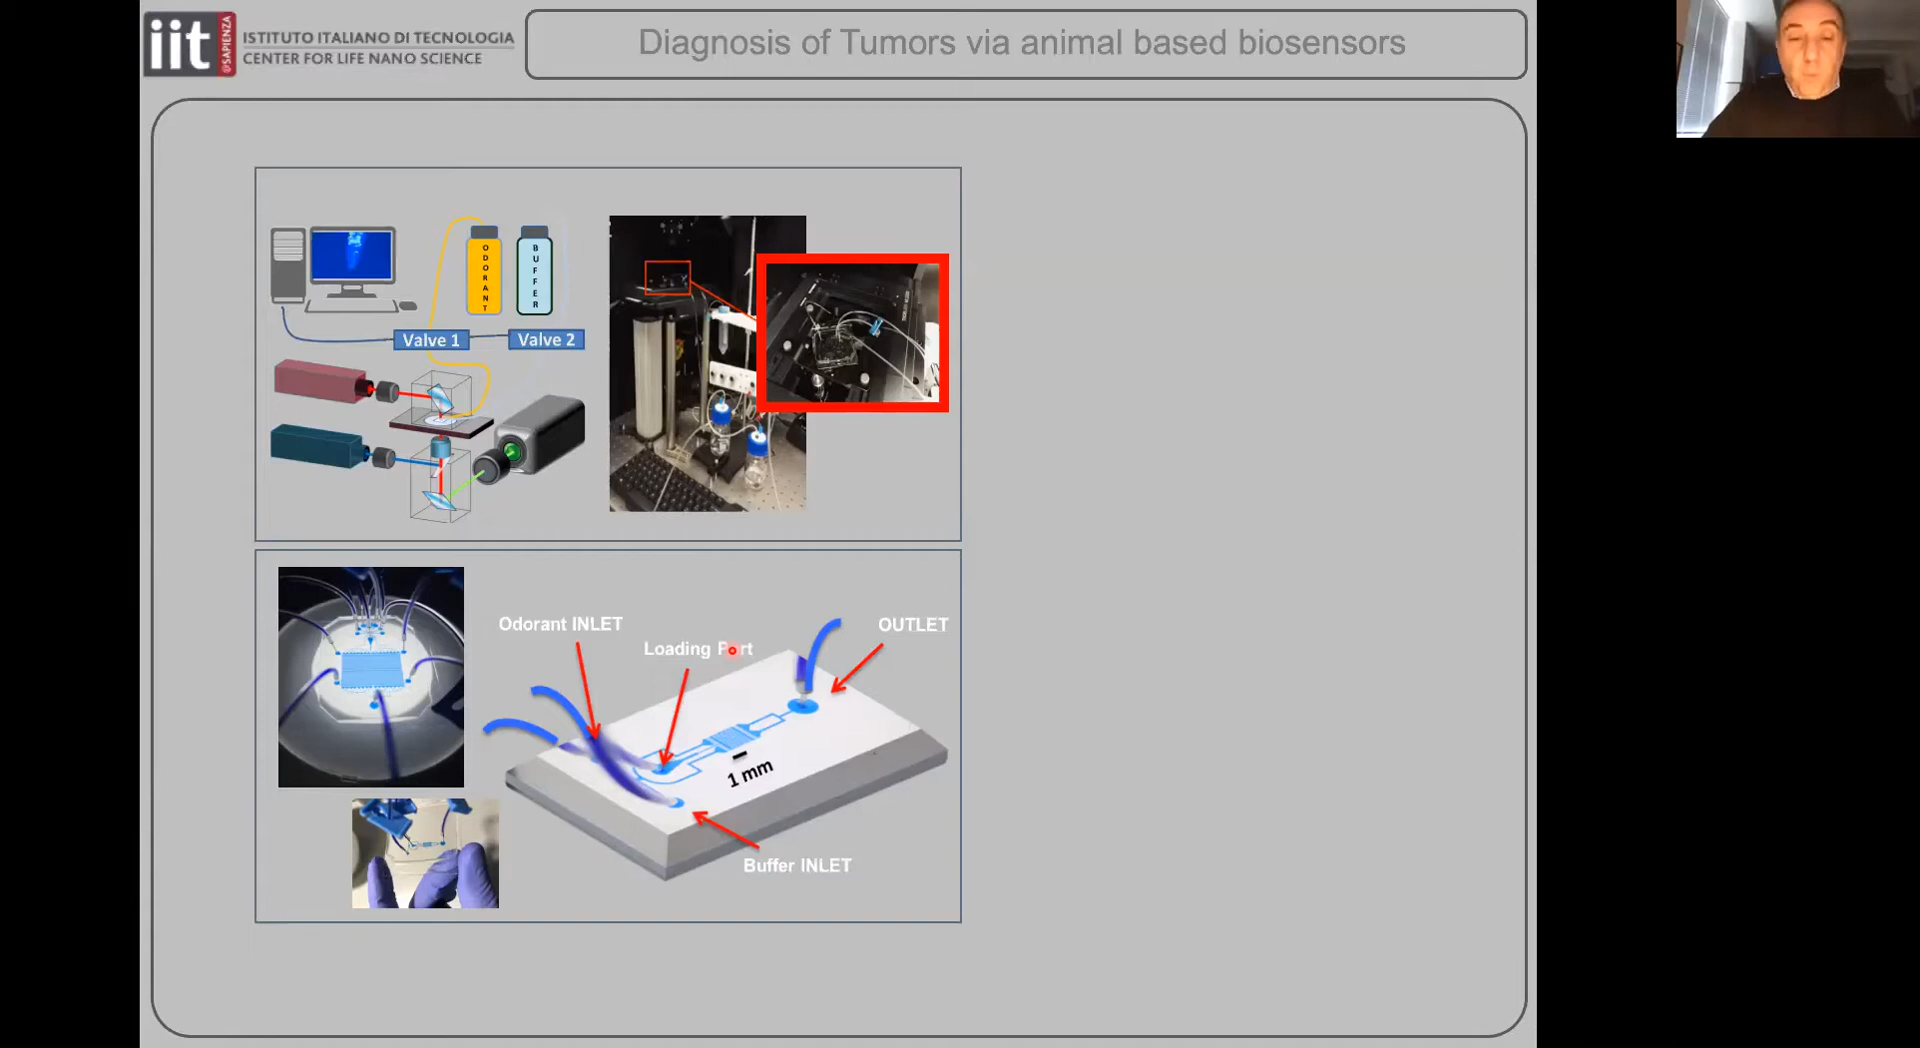 iit
@SAPIENZA
ISTITUTO ITALIANO DI TECNOLOGIA
CENTER FOR LIFE NANO SCIENCE
Diagnosis of Tumors via animal based biosensors
ODORANT
BUFFER
Valve 1
Valve 2
Odorant INLET
OUTLET
Loading Port
1 mm
Buffer INLET